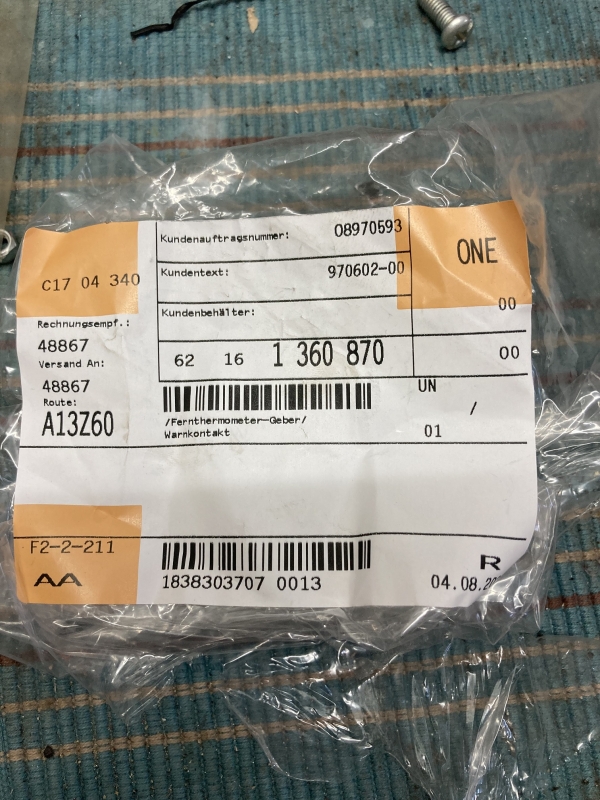 C17 04 340
Kundenauftragsnummer: 08970593
ONE
Kundentext: 970602-00
00
Kundenbehälter:
Rechnungsempf.:
48867
Versand An:
48867
Route:
A13Z60
62 16 1 360 870
00
/Fernthermometer-Geber/
Warnkontakt
UN
/
01
F2-2-211
AA
1838303707 0013
R
04.08.